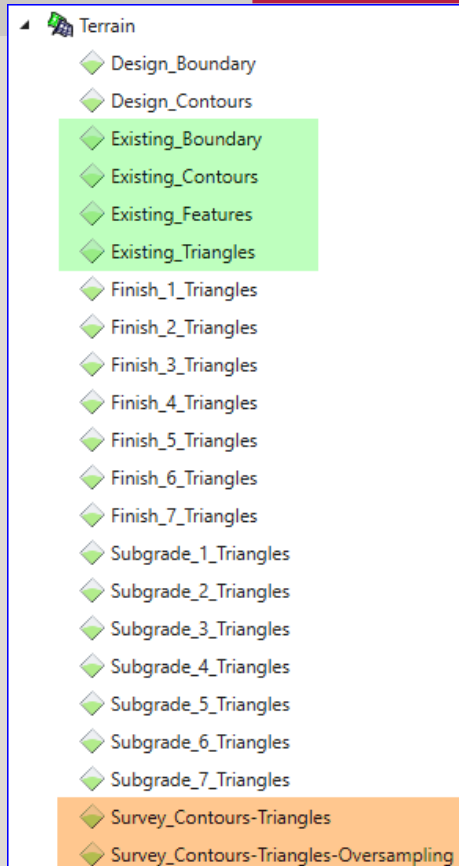 Terrain
Design_Boundary
Design_Contours
Existing_Boundary
Existing_Contours
Existing_Features
Existing_Triangles
Finish_1_Triangles
Finish_2_Triangles
Finish_3_Triangles
Finish_4_Triangles
Finish_5_Triangles
Finish_6_Triangles
Finish_7_Triangles
Subgrade_1_Triangles
Subgrade_2_Triangles
Subgrade_3_Triangles
Subgrade_4_Triangles
Subgrade_5_Triangles
Subgrade_6_Triangles
Subgrade_7_Triangles
Survey_Contours-Triangles
Survey_Contours-Triangles-Oversampling